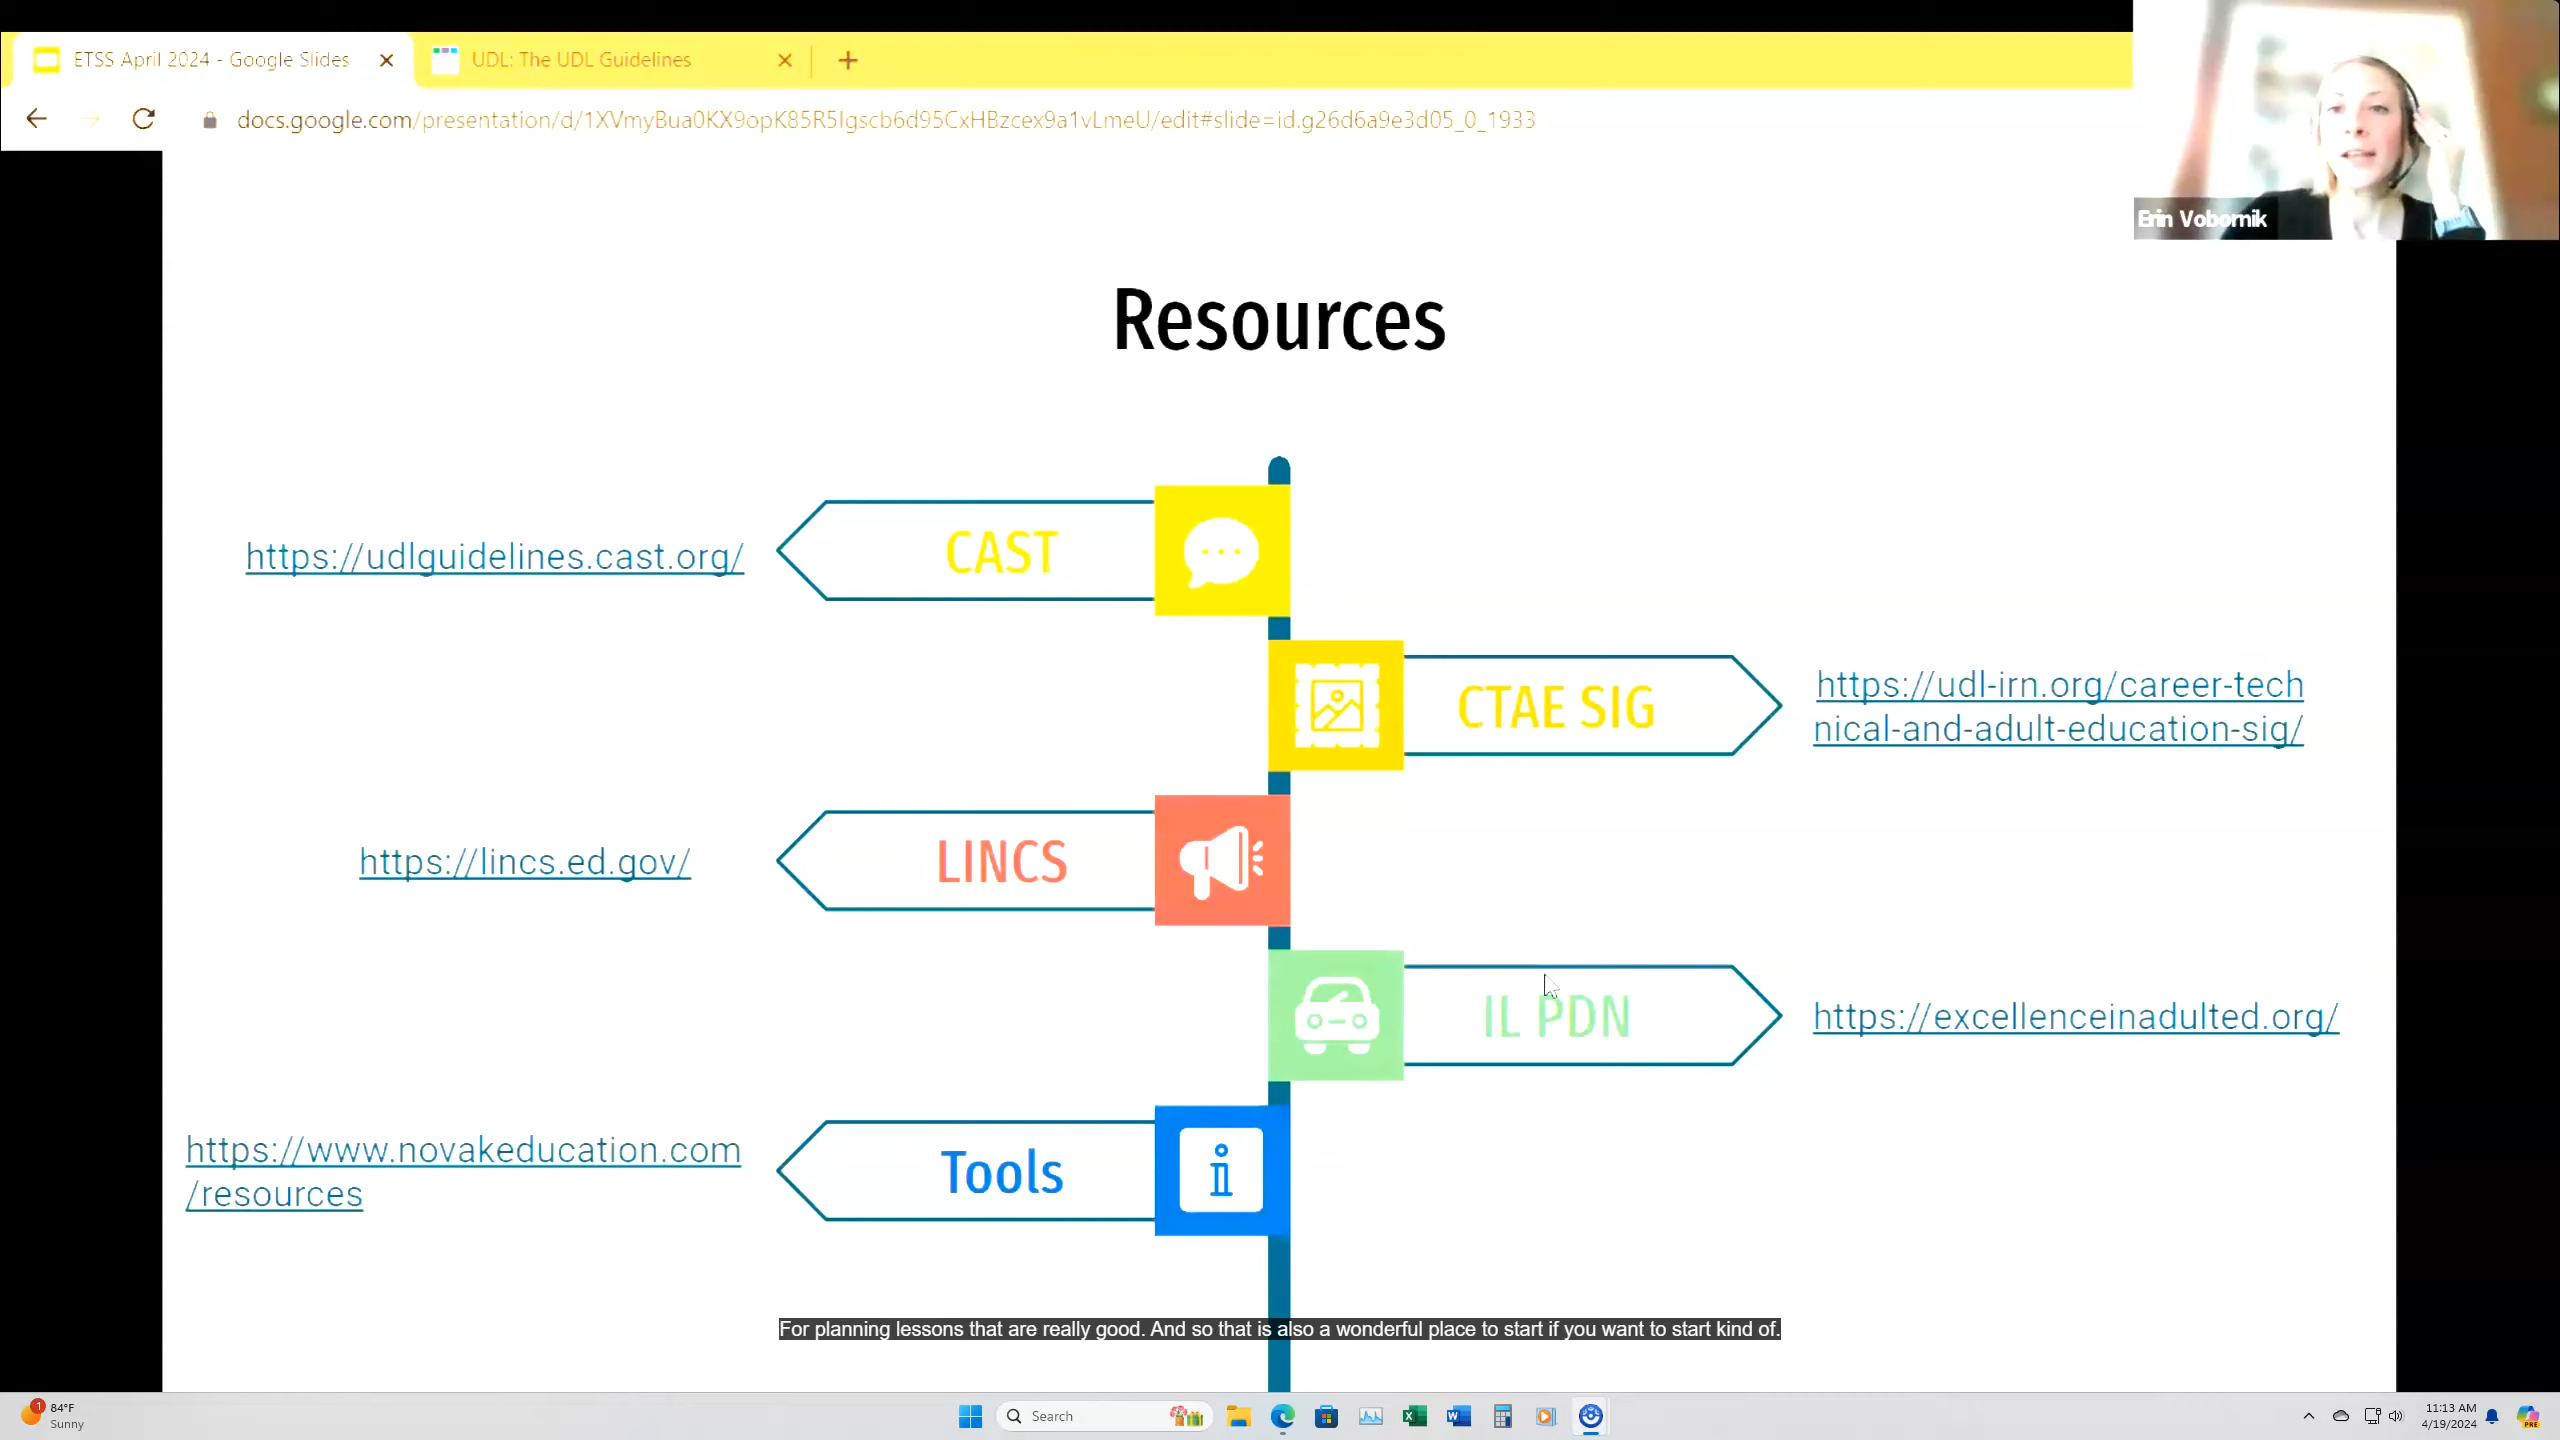 ETSS April 2024 - Google Slides
UDL: The UDL Guidelines
docs.google.com/presentation/d/1XVmyBua0KX9opK85R5Igscb6d95CxHBzcex9a1vLmeU/edit#slide=id.g26d6a9e3d05_0_1933
Erin Vobornik
Resources
CAST
https://udlguidelines.cast.org/
CTAE SIG
https://udl-irn.org/career-tech
nical-and-adult-education-sig/
LINCS
https://lincs.ed.gov/
IL PDN
https://excellenceinadulted.org/
Tools
https://www.novakeducation.com
/resources
For planning lessons that are really good. And so that is also a wonderful place to start if you want to start kind of.
1
84°F
Sunny
Search
11:13 AM
4/19/2024
PRE